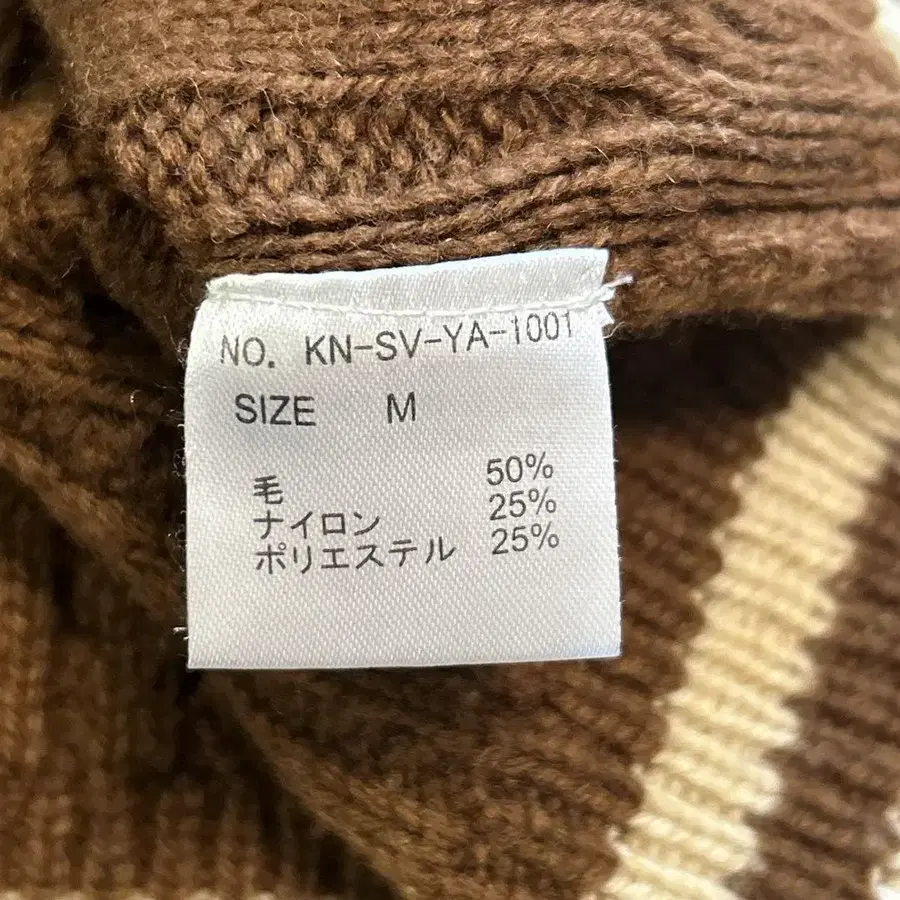 NO. KN-SV-YA-1001
SIZE M
毛 50%
ナイロン 25%
ポリエステル 25%